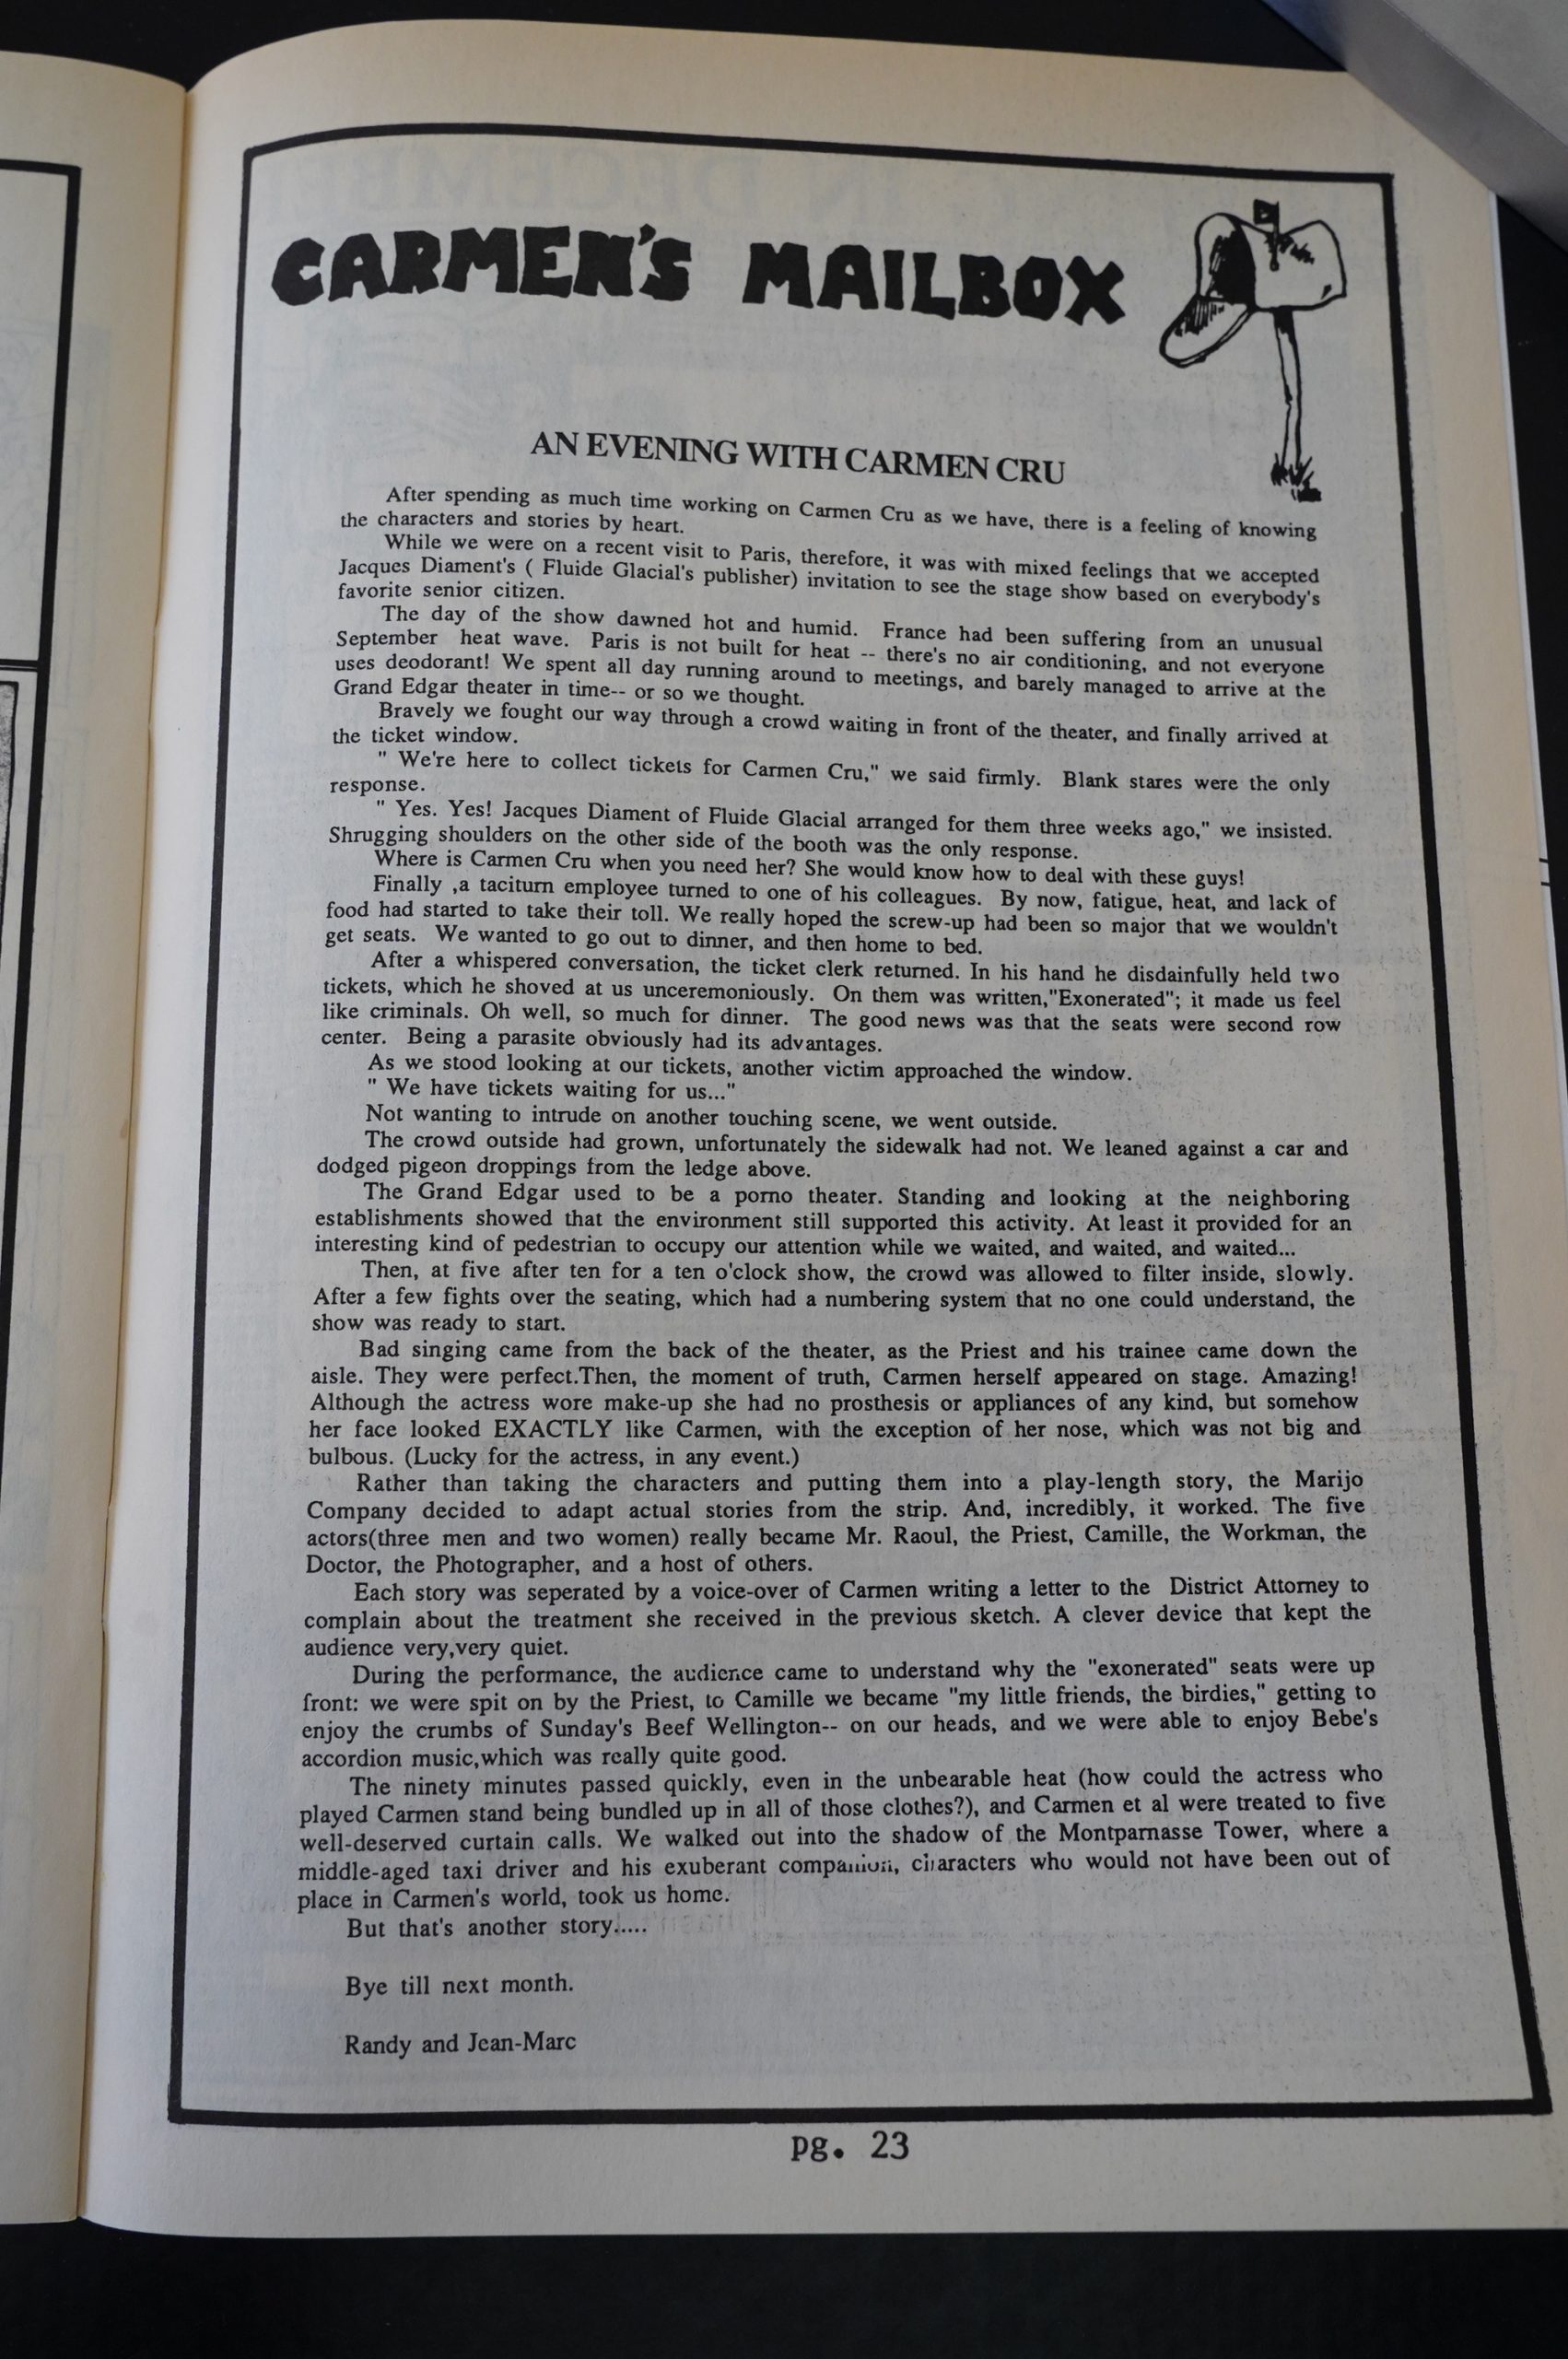 CARMEN'S MAILBOX
AN EVENING WITH CARMEN CRU
After spending as much time working on Carmen Cru as we have, there is a feeling of knowing
the characters and stories by heart.
While we were on a recent visit to Paris, therefore, it was with mixed feelings that we accepted
Jacques Diament's ( Fluide Glacial's publisher) invitation to see the stage show based on everybody's
favorite senior citizen.
The day of the show dawned hot and humid. France had been suffering from an unusual
September heat wave. Paris is not built for heat -- there's no air conditioning, and not everyone
uses deodorant! We spent all day running around to meetings, and barely managed to arrive at the
Grand Edgar theater in time-- or so we thought.
Bravely we fought our way through a crowd waiting in front of the theater, and finally arrived at
the ticket window.
" We're here to collect tickets for Carmen Cru," we said firmly. Blank stares were the only
response.
" Yes. Yes! Jacques Diament of Fluide Glacial arranged for them three weeks ago," we insisted.
Shrugging shoulders on the other side of the booth was the only response.
Where is Carmen Cru when you need her? She would know how to deal with these guys!
Finally ,a taciturn employee turned to one of his colleagues. By now, fatigue, heat, and lack of
food had started to take their toll. We really hoped the screw-up had been so major that we wouldn't
get seats. We wanted to go out to dinner, and then home to bed.
After a whispered conversation, the ticket clerk returned. In his hand he disdainfully held two
tickets, which he shoved at us unceremoniously. On them was written,"Exonerated"; it made us feel
like criminals. Oh well, so much for dinner. The good news was that the seats were second row
center. Being a parasite obviously had its advantages.
As we stood looking at our tickets, another victim approached the window.
" We have tickets waiting for us..."
Not wanting to intrude on another touching scene, we went outside.
The crowd outside had grown, unfortunately the sidewalk had not. We leaned against a car and
dodged pigeon droppings from the ledge above.
The Grand Edgar used to be a porno theater. Standing and looking at the neighboring
establishments showed that the environment still supported this activity. At least it provided for an
interesting kind of pedestrian to occupy our attention while we waited, and waited, and waited...
Then, at five after ten for a ten o'clock show, the crowd was allowed to filter inside, slowly.
After a few fights over the seating, which had a numbering system that no one could understand, the
show was ready to start.
Bad singing came from the back of the theater, as the Priest and his trainee came down the
aisle. They were perfect.Then, the moment of truth, Carmen herself appeared on stage. Amazing!
Although the actress wore make-up she had no prosthesis or appliances of any kind, but somehow
her face looked EXACTLY like Carmen, with the exception of her nose, which was not big and
bulbous. (Lucky for the actress, in any event.)
Rather than taking the characters and putting them into a play-length story, the Marijo
Company decided to adapt actual stories from the strip. And, incredibly, it worked. The five
actors(three men and two women) really became Mr. Raoul, the Priest, Camille, the Workman, the
Doctor, the Photographer, and a host of others.
Each story was seperated by a voice-over of Carmen writing a letter to the District Attorney to
complain about the treatment she received in the previous sketch. A clever device that kept the
audience very,very quiet.
During the performance, the audience came to understand why the "exonerated" seats were up
front: we were spit on by the Priest, to Camille we became "my little friends, the birdies," getting to
enjoy the crumbs of Sunday's Beef Wellington-- on our heads, and we were able to enjoy Bebe's
accordion music,which was really quite good.
The ninety minutes passed quickly, even in the unbearable heat (how could the actress who
played Carmen stand being bundled up in all of those clothes?), and Carmen et al were treated to five
well-deserved curtain calls. We walked out into the shadow of the Montparnasse Tower, where a
middle-aged taxi driver and his exuberant companion, characters who would not have been out of
place in Carmen's world, took us home.
But that's another story.....
Bye till next month.
Randy and Jean-Marc
pg. 23